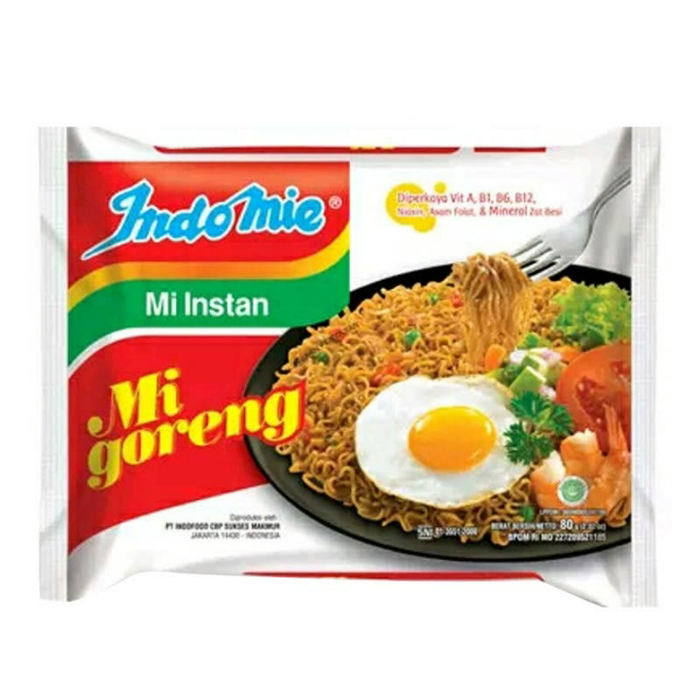 Indomie®
Mi Instan
Mi
goreng
Diperkaya Vit A, B1, B6, B12,
Niasin, Asam Folat, & Mineral Zat Besi
Diproduksi oleh:
PT INDOFOOD CBP SUKSES MAKMUR
JAKARTA 14430 - INDONESIA
BERAT BERSIH/NETTO: 80 g
SNI
BPOM RI MD